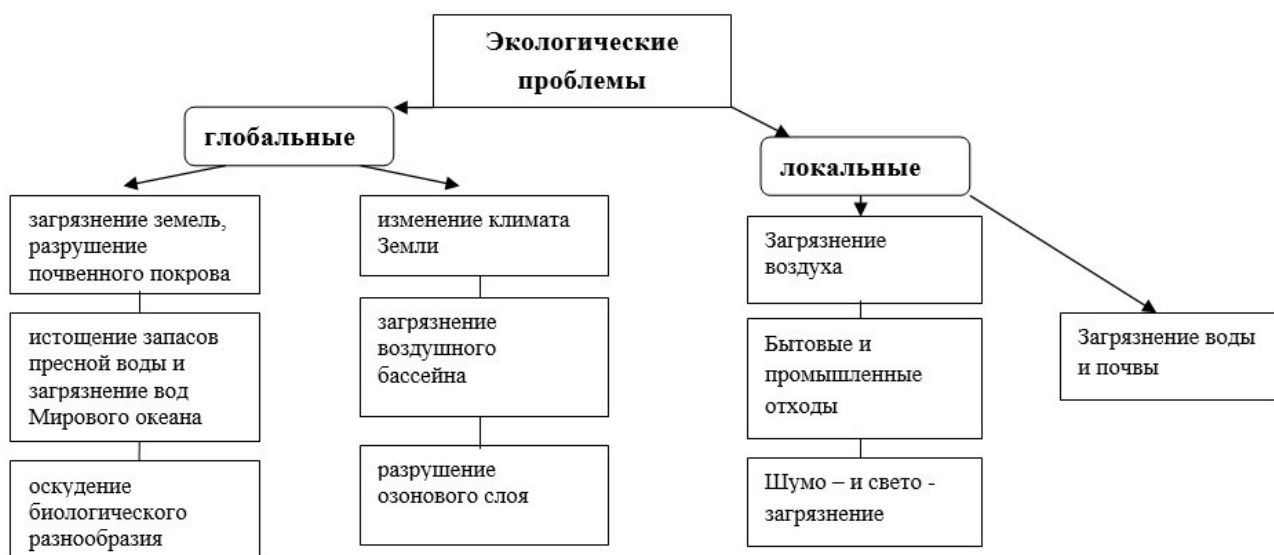 Экологические
проблемы
глобальные
локальные
загрязнение земель,
разрушение
почвенного покрова
истощение запасов
пресной воды и
загрязнение вод
Мирового океана
оскудение
биологического
разнообразия
изменение климата
Земли
загрязнение
воздушного
бассейна
разрушение
озонового слоя
Загрязнение
воздуха
Бытовые и
промышленные
отходы
Шумо – и свето -
загрязнение
Загрязнение воды
и почвы